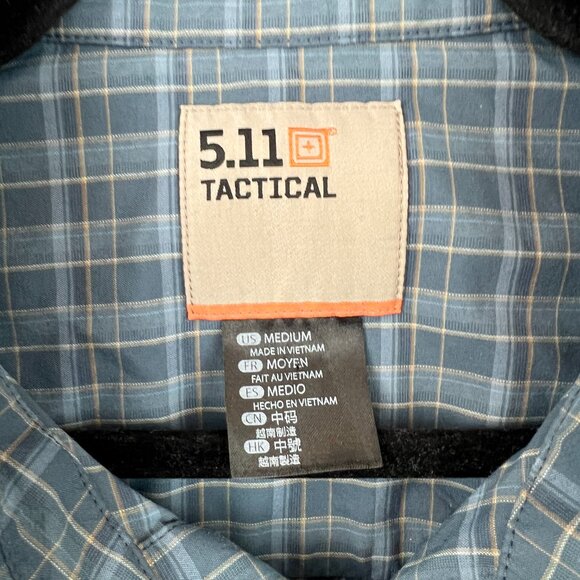 5.11®
TACTICAL
US MEDIUM
MADE IN VIETNAM
FR MOYEN
FAIT AU VIETNAM
ES MEDIO
HECHO EN VIETNAM
CN 中码
越南制造
HK 中號
越南製造